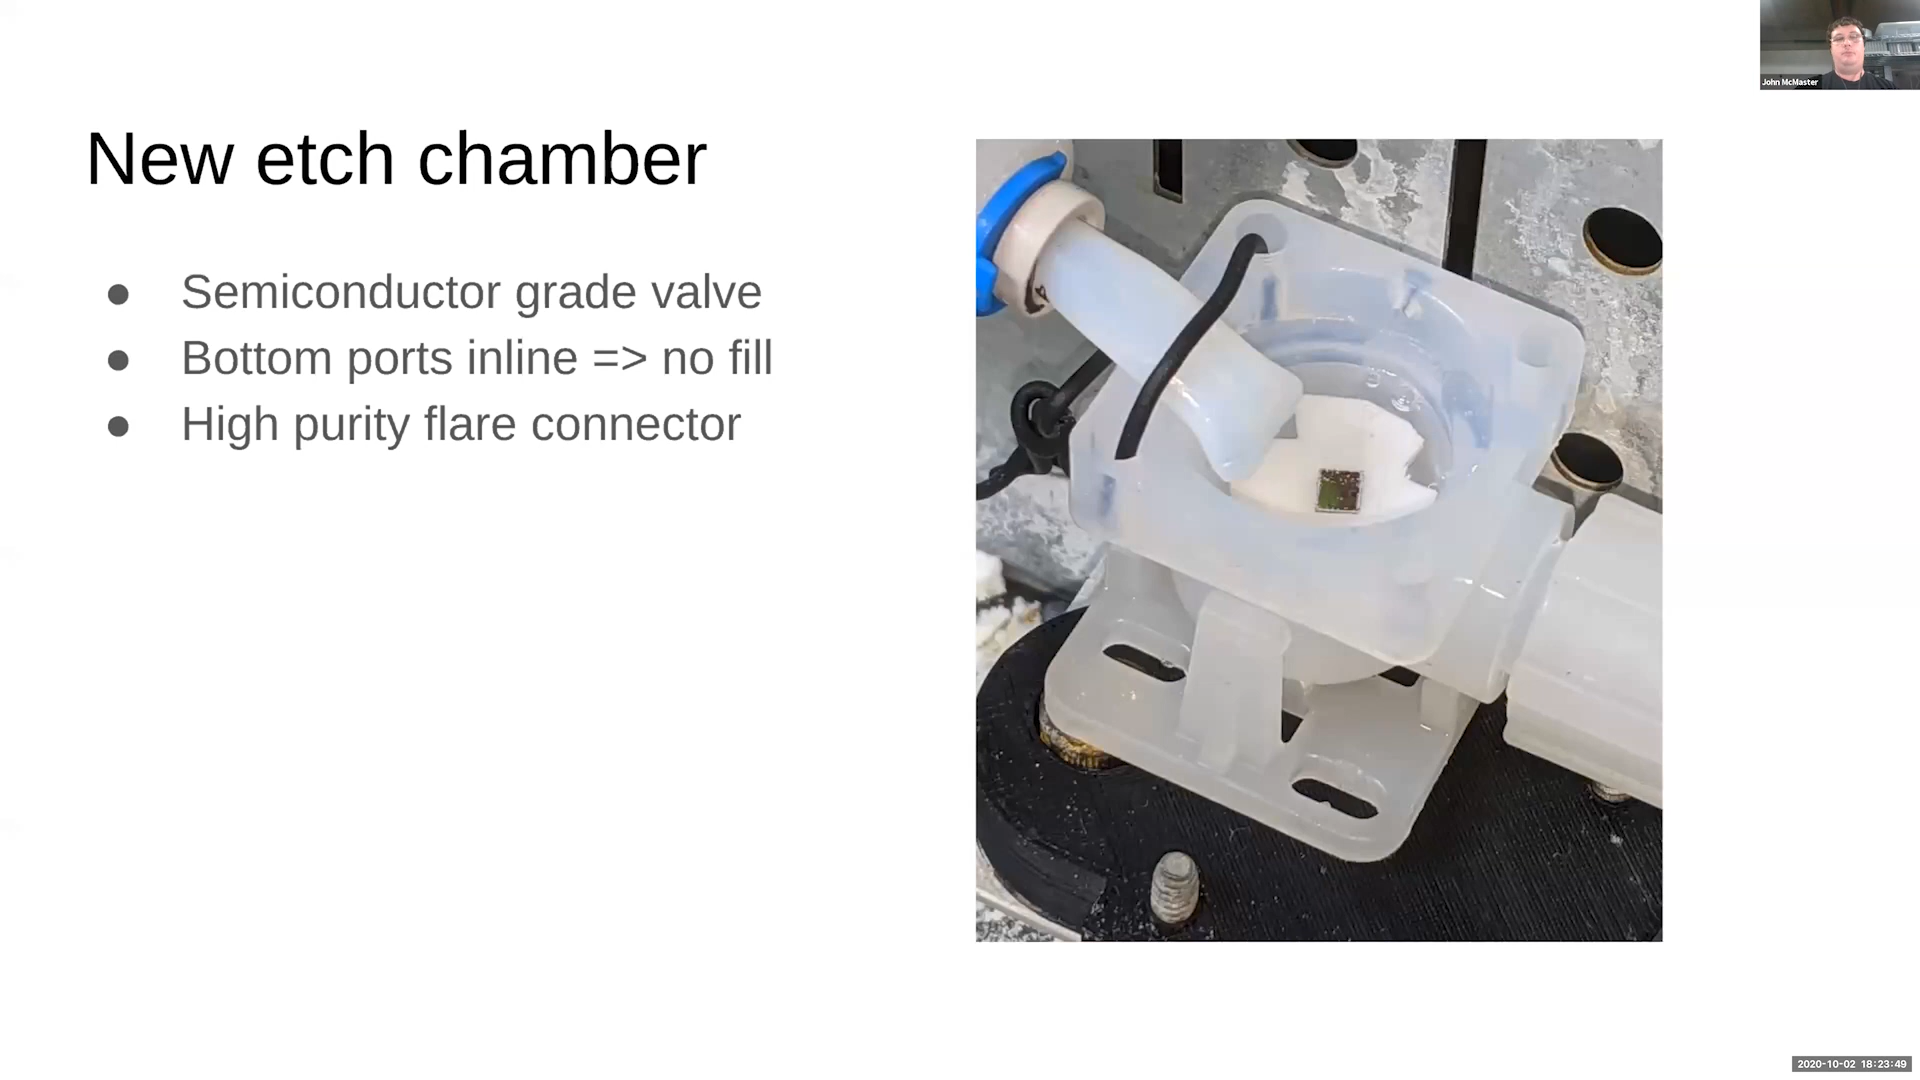 John McMaster
New etch chamber
● Semiconductor grade valve
● Bottom ports inline => no fill
● High purity flare connector
2020-10-02 18:23:49